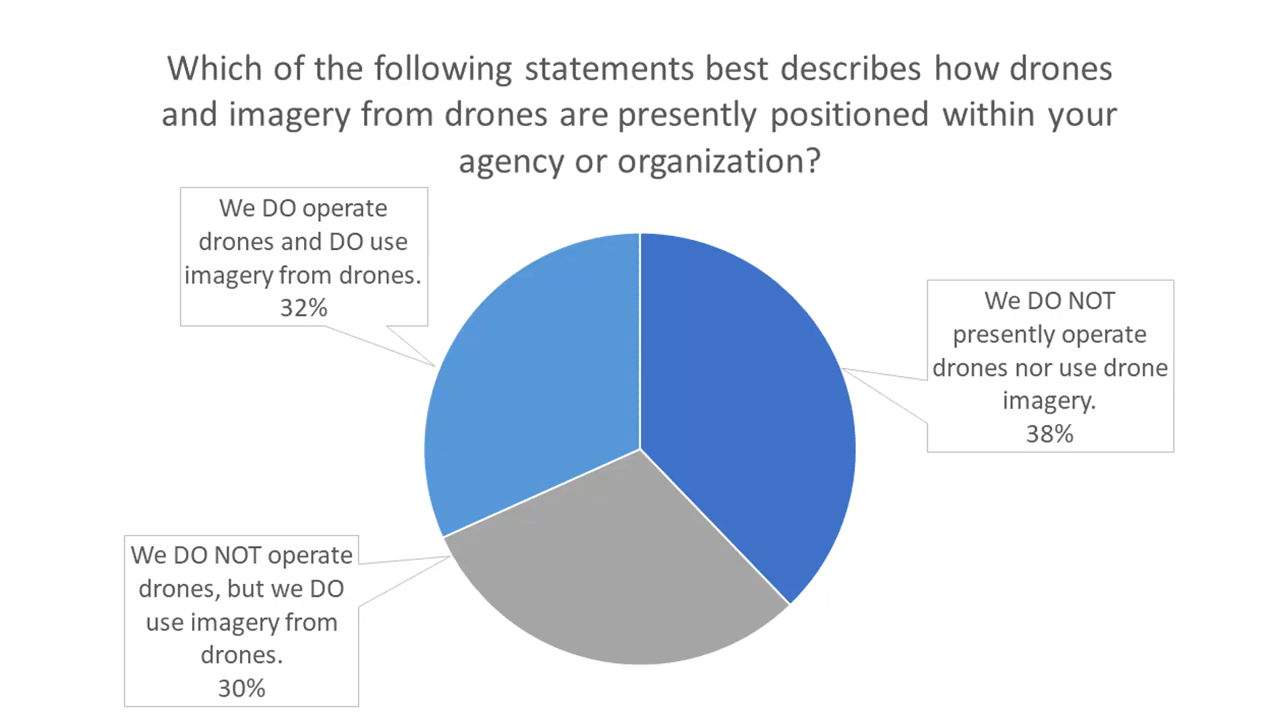 Which of the following statements best describes how drones
and imagery from drones are presently positioned within your
agency or organization?
We DO operate
drones and DO use
imagery from drones.
32%
We DO NOT
presently operate
drones nor use drone
imagery.
38%
We DO NOT operate
drones, but we DO
use imagery from
drones.
30%